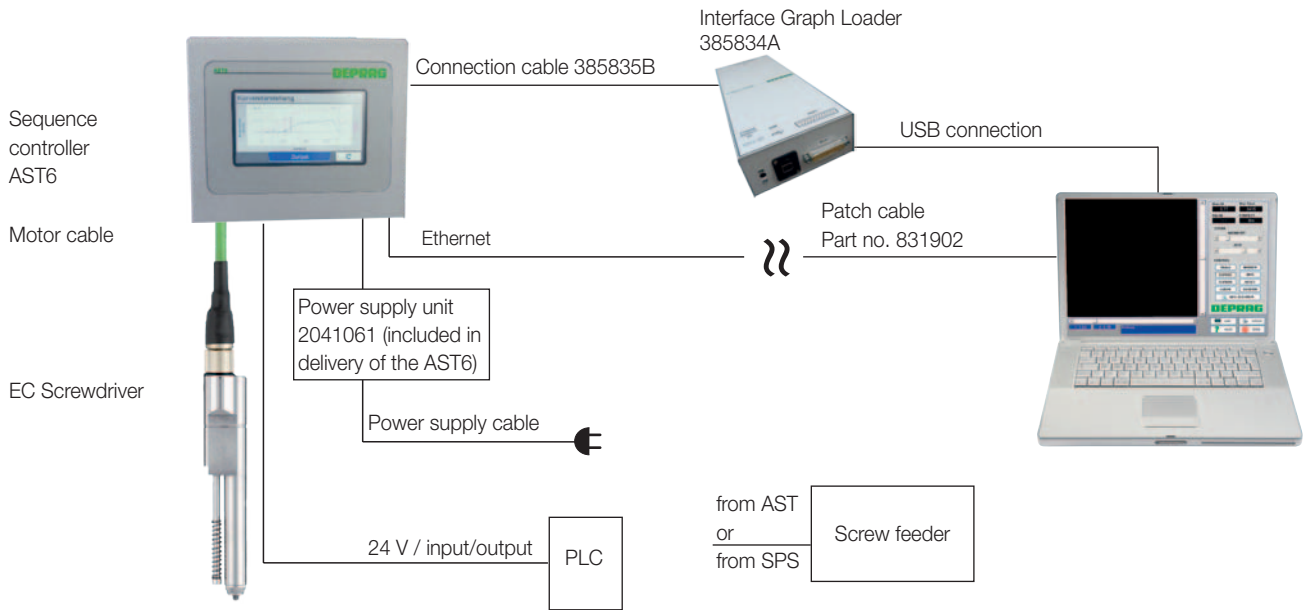 Interface Graph Loader
385834A
AST6
DEPRAG
Connection cable 385835B
Sequence
controller
AST6
USB connection
Zurück
C
Motor cable
Ethernet
Patch cable
Part no. 831902
Power supply unit
2041061 (included in
delivery of the AST6)
DEPRAG
EC Screwdriver
Power supply cable
from AST
or
from SPS
Screw feeder
24 V / input/output
PLC